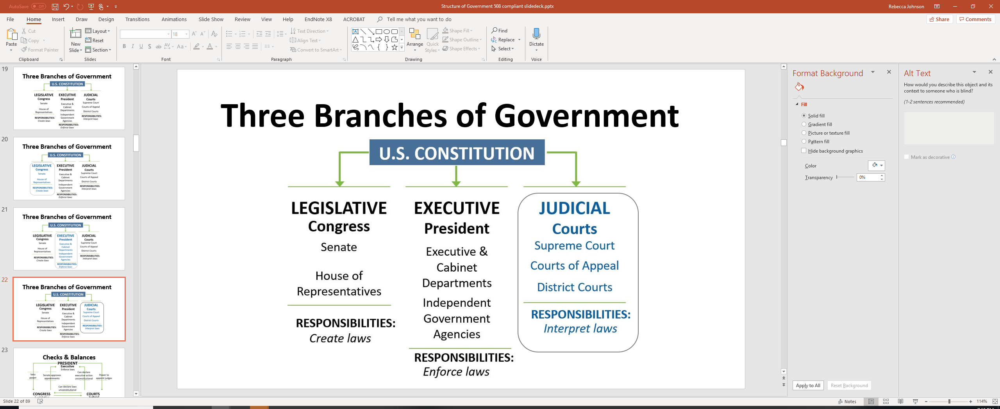 AutoSave Off
Structure of Government 508 compliant slidedeck.pptx
Rebecca Johnson
File Home Insert Draw Design Transitions Animations Slide Show Review View Help EndNote X8 ACROBAT Tell me what you want to do
Share Comments
Paste
Cut
Copy
Format Painter
Clipboard
New
Slide
Layout
Reset
Section
Slides
18
B I U S ab AV Aa A
Font
Text Direction
Align Text
Convert to SmartArt
Paragraph
Arrange
Quick
Styles
Shape Fill
Shape Outline
Shape Effects
Drawing
Find
Replace
Select
Editing
Dictate
Voice
19
Three Branches of Government
U.S. CONSTITUTION
LEGISLATIVE
Congress
Senate
House of
Representatives
RESPONSIBILITIES:
Create laws
EXECUTIVE
President
Executive &
Cabinet
Departments
Independent
Government
Agencies
RESPONSIBILITIES:
Enforce laws
JUDICIAL
Courts
Supreme Court
Courts of Appeal
District Courts
RESPONSIBILITIES:
Interpret laws
20
Three Branches of Government
U.S. CONSTITUTION
LEGISLATIVE
Congress
Senate
House of
Representatives
RESPONSIBILITIES:
Create laws
EXECUTIVE
President
Executive &
Cabinet
Departments
Independent
Government
Agencies
RESPONSIBILITIES:
Enforce laws
JUDICIAL
Courts
Supreme Court
Courts of Appeal
District Courts
RESPONSIBILITIES:
Interpret laws
21
Three Branches of Government
U.S. CONSTITUTION
LEGISLATIVE
Congress
Senate
House of
Representatives
RESPONSIBILITIES:
Create laws
EXECUTIVE
President
Executive &
Cabinet
Departments
Independent
Government
Agencies
RESPONSIBILITIES:
Enforce laws
JUDICIAL
Courts
Supreme Court
Courts of Appeal
District Courts
RESPONSIBILITIES:
Interpret laws
22
Three Branches of Government
U.S. CONSTITUTION
LEGISLATIVE
Congress
Senate
House of
Representatives
RESPONSIBILITIES:
Create laws
EXECUTIVE
President
Executive &
Cabinet
Departments
Independent
Government
Agencies
RESPONSIBILITIES:
Enforce laws
JUDICIAL
Courts
Supreme Court
Courts of Appeal
District Courts
RESPONSIBILITIES:
Interpret laws
23
Checks & Balances
PRESIDENT
Executive
Enforce laws
Veto
power
Senate approves
appointments
Can declare
executive action
unconstitutional
Power to
appoint judges
Can declare laws
unconstitutional
CONGRESS
COURTS
Three Branches of Government
U.S. CONSTITUTION
LEGISLATIVE
Congress
Senate
House of
Representatives
RESPONSIBILITIES:
Create laws
EXECUTIVE
President
Executive &
Cabinet
Departments
Independent
Government
Agencies
RESPONSIBILITIES:
Enforce laws
JUDICIAL
Courts
Supreme Court
Courts of Appeal
District Courts
RESPONSIBILITIES:
Interpret laws
Format Background
Fill
Solid fill
Gradient fill
Picture or texture fill
Pattern fill
Hide background graphics
Color
Transparency 0%
Apply to All Reset Background
Alt Text
How would you describe this object and its
context to someone who is blind?
(1-2 sentences recommended)
Mark as decorative
Slide 22 of 89
Notes
114%